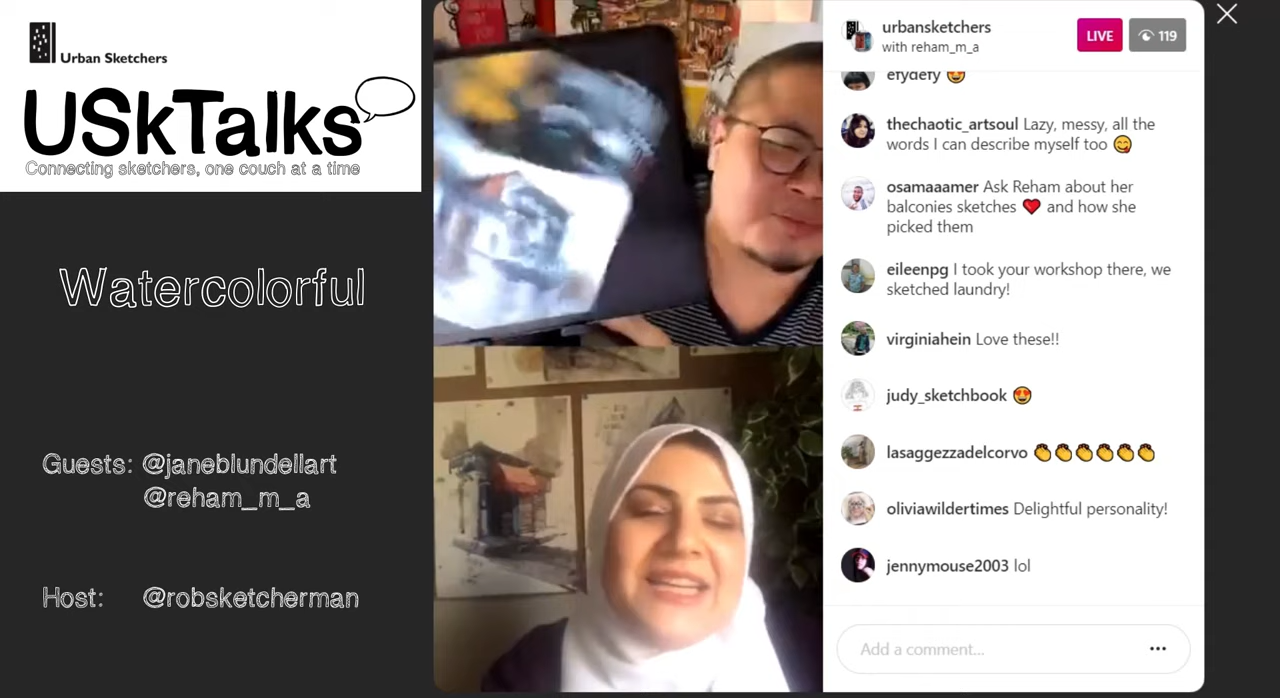 Urban Sketchers
USkTalks
Connecting sketchers, one couch at a time
Watercolorful
Guests: @janeblundellart
@reham_m_a
Host: @robsketcherman
urbansketchers
with reham_m_a
LIVE
119
efydefy 😍
thechaotic_artsoul Lazy, messy, all the
words I can describe myself too 😋
osamaaamer Ask Reham about her
balconies sketches ❤️ and how she
picked them
eileenpg I took your workshop there, we
sketched laundry!
virginiahein Love these!!
judy_sketchbook 😍
lasaggezzadelcorvo 👏👏👏👏👏👏
oliviawildertimes Delightful personality!
jennymouse2003 lol
Add a comment...